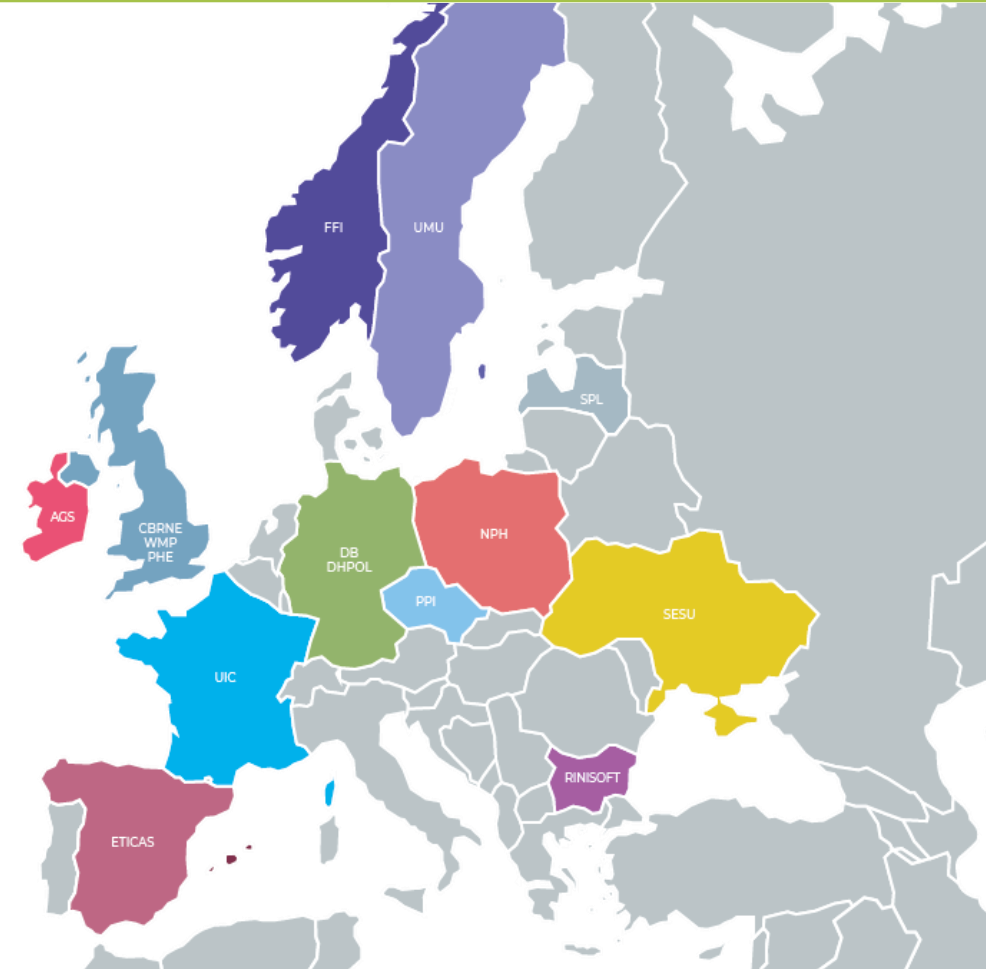 FFI
UMU
SPL
AGS
CBRNE
WMP
PHE
DB
DHPOL
NPH
PPI
SESU
UIC
RINISOFT
ETICAS